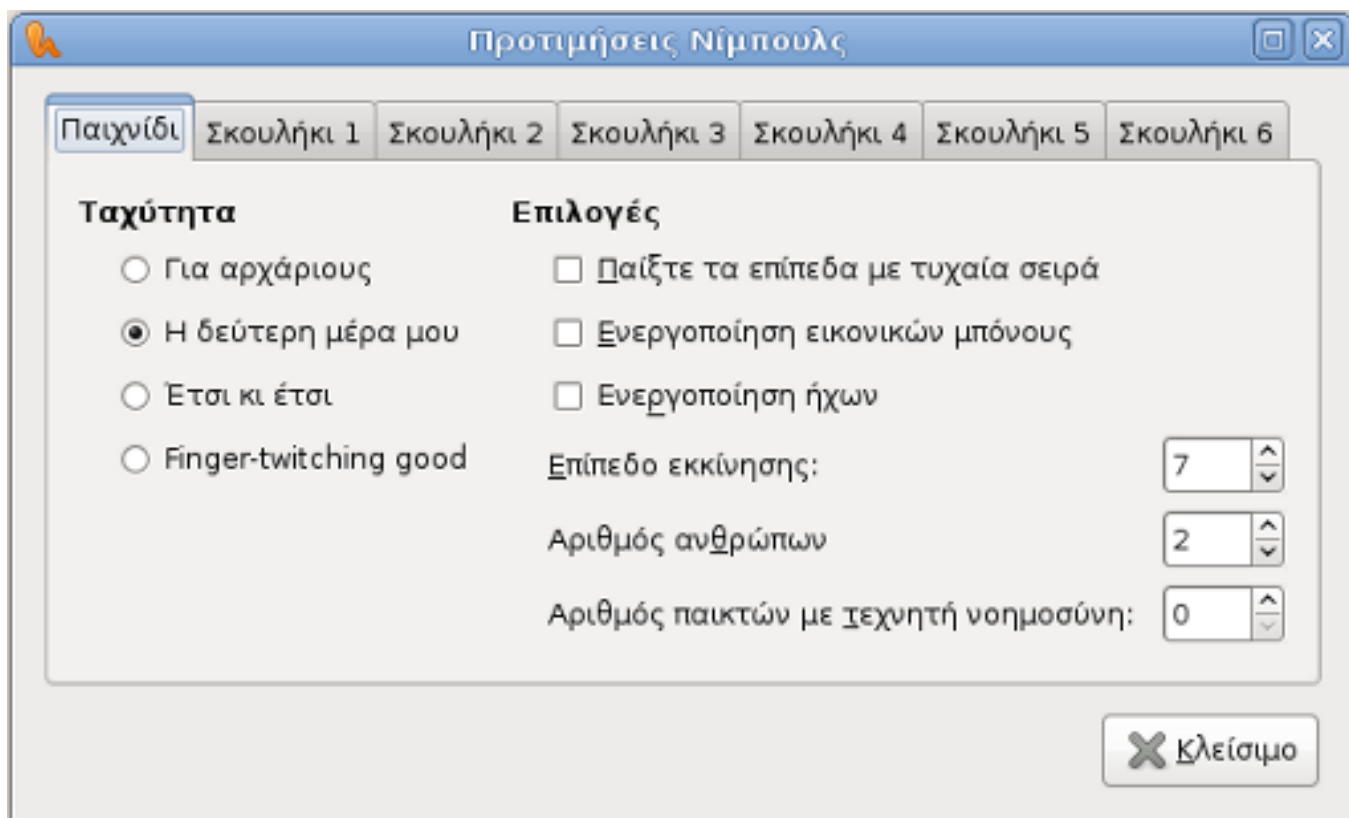 Προτιμήσεις Νίμπουλς
Παιχνίδι Σκουλήκι 1 Σκουλήκι 2 Σκουλήκι 3 Σκουλήκι 4 Σκουλήκι 5 Σκουλήκι 6
Ταχύτητα
Για αρχάριους
Η δεύτερη μέρα μου
Έτσι κι έτσι
Finger-twitching good
Επιλογές
Παίξτε τα επίπεδα με τυχαία σειρά
Ενεργοποίηση εικονικών μπόνους
Ενεργοποίηση ήχων
Επίπεδο εκκίνησης: 7
Αριθμός ανθρώπων 2
Αριθμός παικτών με τεχνητή νοημοσύνη: 0
Κλείσιμο